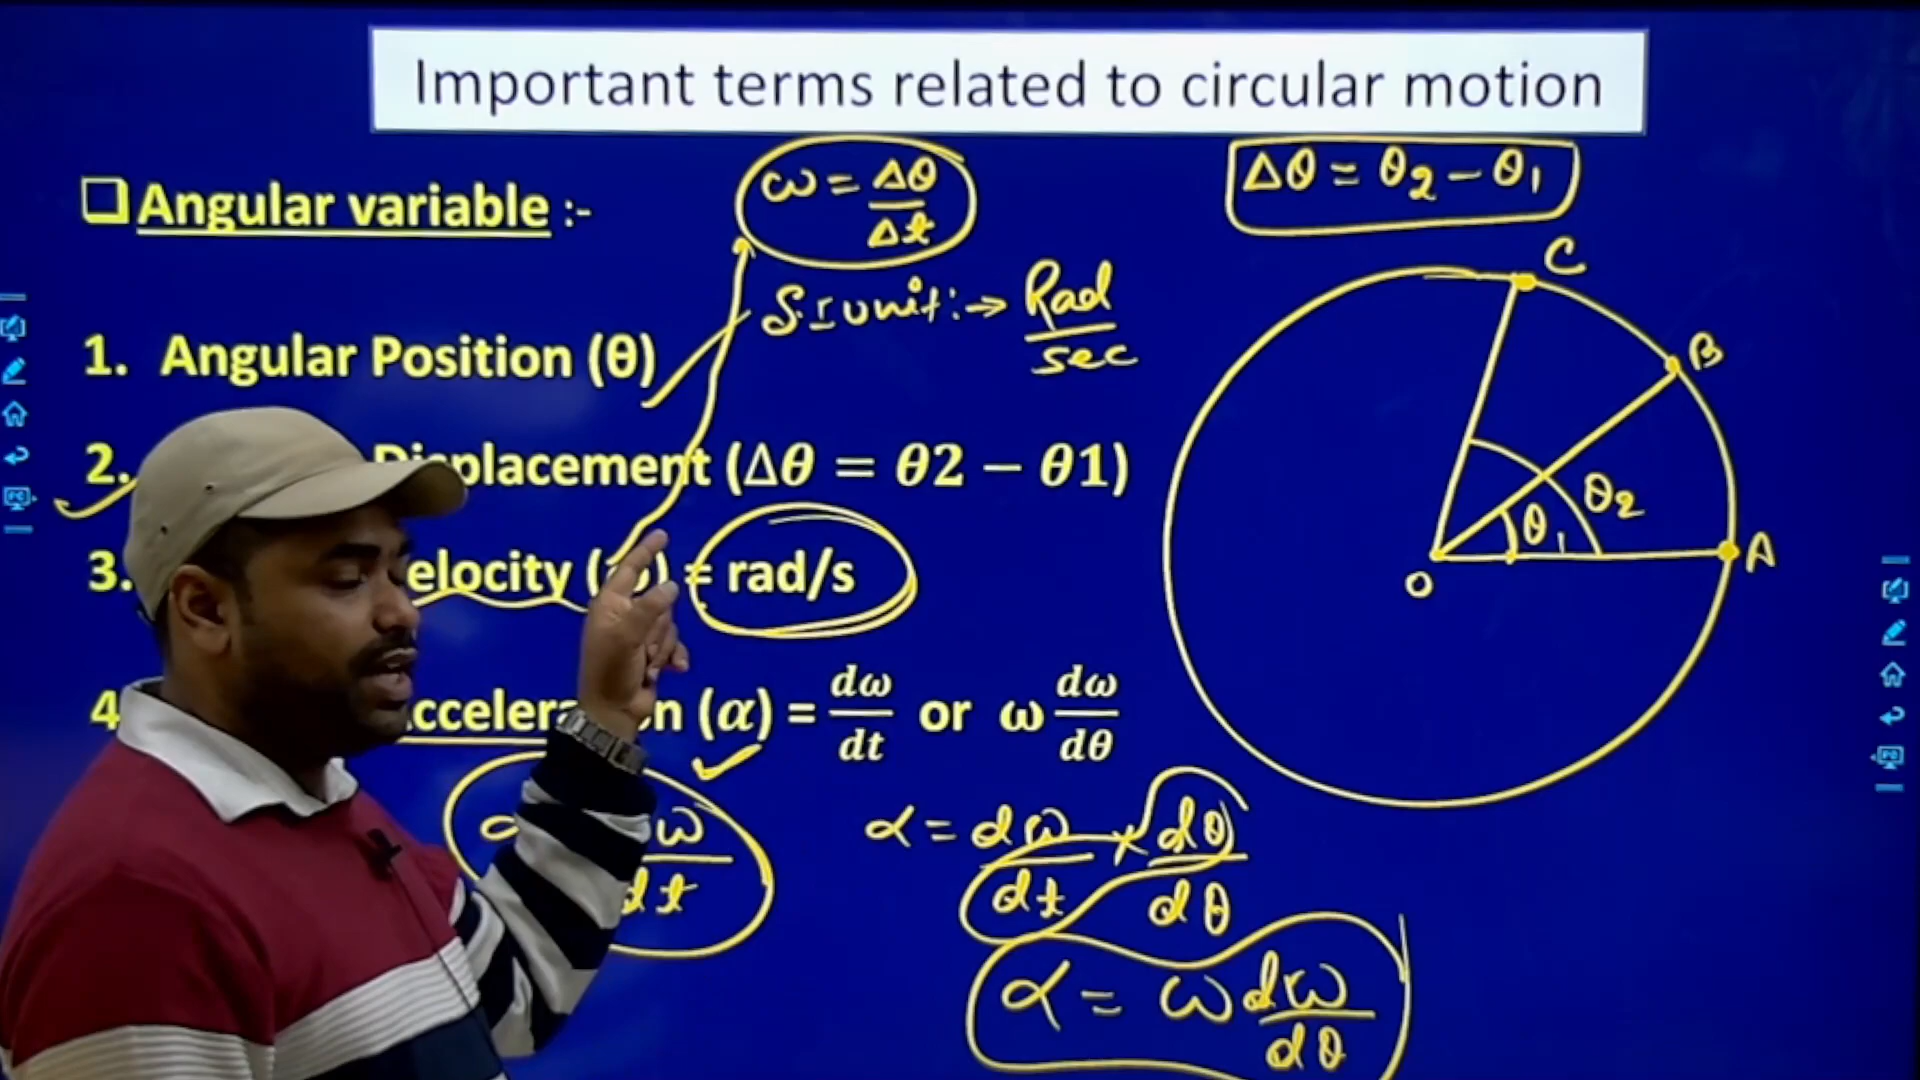 Important terms related to circular motion
Angular variable :-
ω = Δθ / Δt
Δθ = θ2 - θ1
S.I unit :→ Rad / sec
1. Angular Position (θ)
2. Displacement (Δθ = θ2 − θ1)
3. elocity ( ) = rad/s
4 ccelera n (α) = dω/dt or ω dω/dθ
ω / dt
α = dω/dt × dθ/dθ
α = ω dω/dθ
C
B
A
O
θ1
θ2